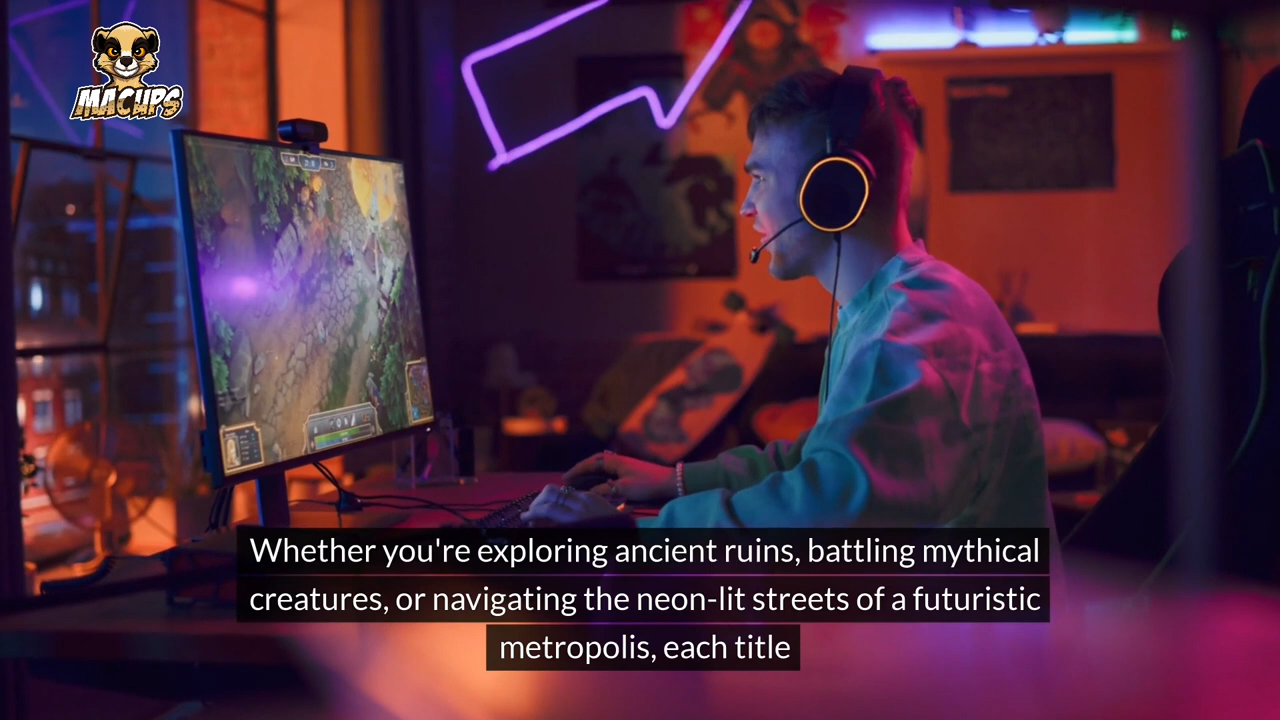 MACUPS
Whether you're exploring ancient ruins, battling mythical
creatures, or navigating the neon-lit streets of a futuristic
metropolis, each title